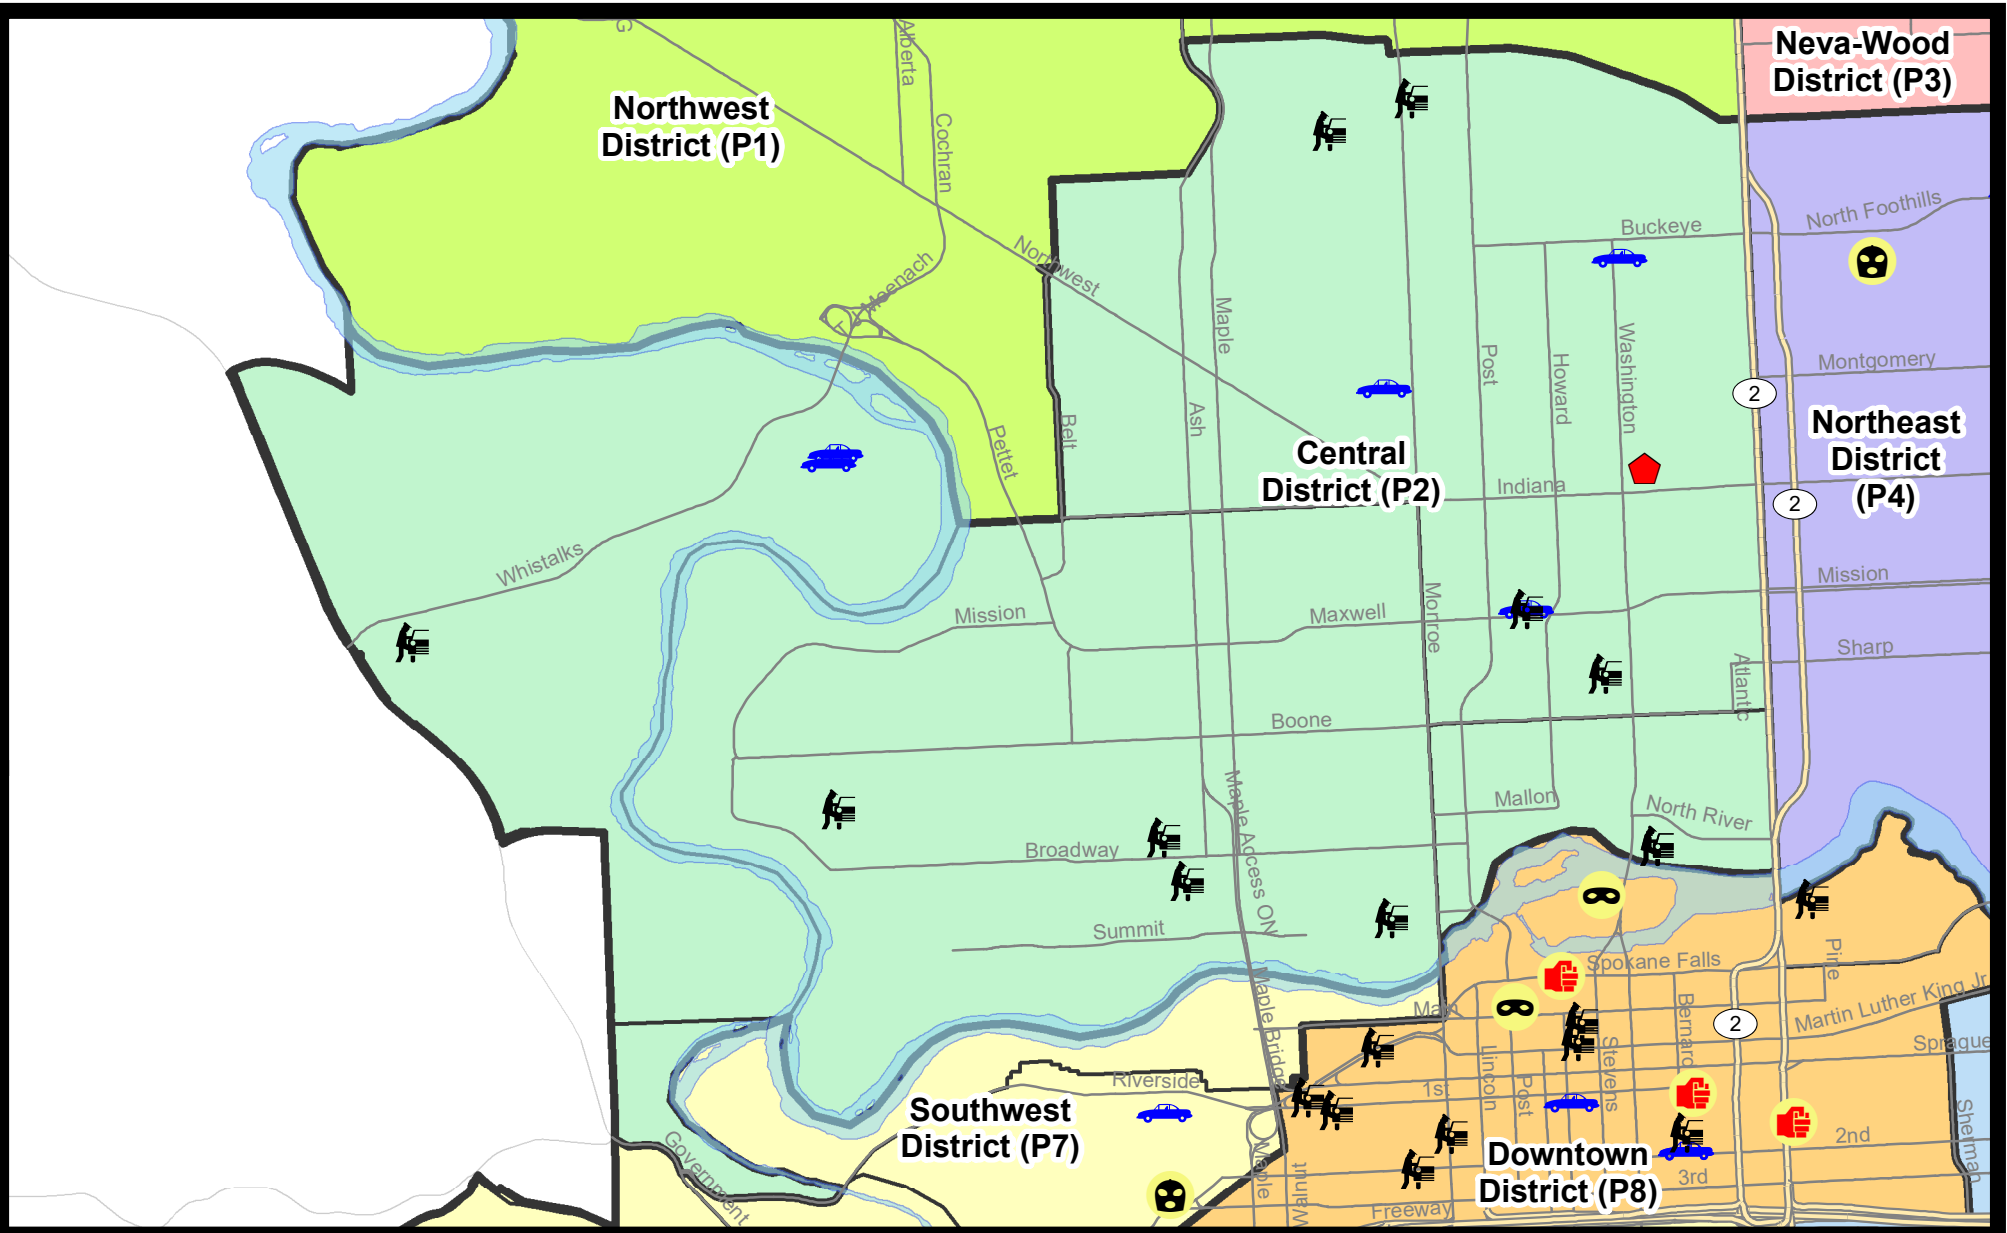 G
Alberta
Cochran
Northwest
District (P1)
Neva-Wood
District (P3)
North Foothills
Buckeye
Northwest
T J Meenach
Maple
Washington
Post
Howard
Montgomery
2
Ash
Belt
Pettet
Central
District (P2)
Northeast
District
(P4)
Indiana
2
Whistalks
Mission
Maxwell
Monroe
Mission
Sharp
Atlantic
Boone
Maple Access ON
Mallon
North River
Broadway
Summit
Spokane Falls
Pine
Maple Bridge
Main
Bernard
2
Martin Luther King Jr
Sprague
Stevens
Lincoln
Post
Riverside
1st
Southwest
District (P7)
Government
Maple
Walnut
Downtown
District (P8)
2nd
3rd
Sherman
Freeway